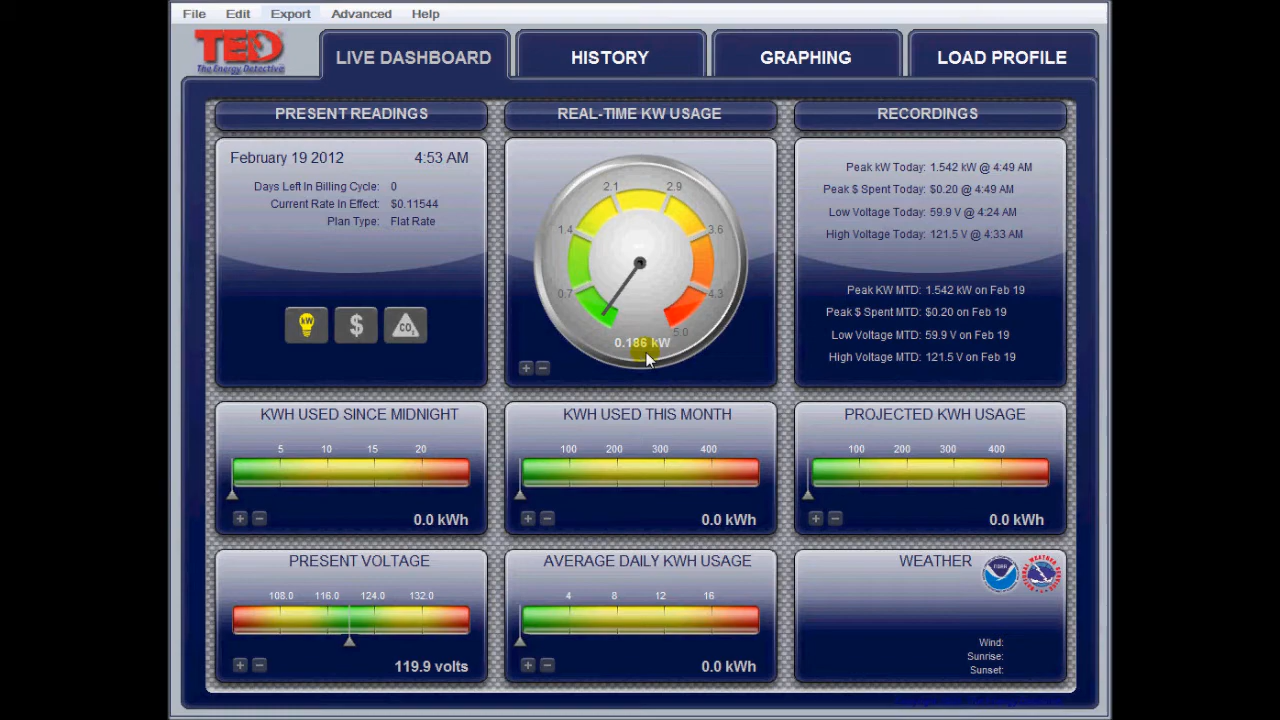 File Edit Export Advanced Help
TED
The Energy Detective
LIVE DASHBOARD
HISTORY
GRAPHING
LOAD PROFILE
PRESENT READINGS
February 19 2012 4:53 AM
Days Left In Billing Cycle: 0
Current Rate In Effect: $0.11544
Plan Type: Flat Rate
kW
$
CO2
REAL-TIME KW USAGE
0.7
1.4
2.1
2.9
3.6
4.3
5.0
0.186 kW
+ −
RECORDINGS
Peak kW Today: 1.542 kW @ 4:49 AM
Peak $ Spent Today: $0.20 @ 4:49 AM
Low Voltage Today: 59.9 V @ 4:24 AM
High Voltage Today: 121.5 V @ 4:33 AM
Peak KW MTD: 1.542 kW on Feb 19
Peak $ Spent MTD: $0.20 on Feb 19
Low Voltage MTD: 59.9 V on Feb 19
High Voltage MTD: 121.5 V on Feb 19
KWH USED SINCE MIDNIGHT
5 10 15 20
+ − 0.0 kWh
KWH USED THIS MONTH
100 200 300 400
+ − 0.0 kWh
PROJECTED KWH USAGE
100 200 300 400
+ − 0.0 kWh
PRESENT VOLTAGE
108.0 116.0 124.0 132.0
+ − 119.9 volts
AVERAGE DAILY KWH USAGE
4 8 12 16
+ − 0.0 kWh
WEATHER
Wind:
Sunrise:
Sunset: